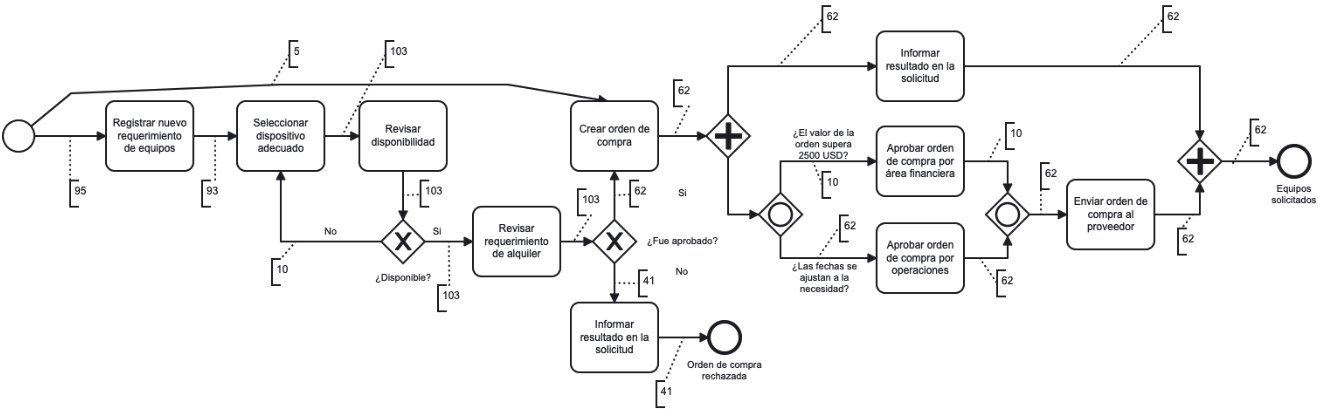 62
62
5
103
62
Informar
resultado en la
solicitud
Registrar nuevo
requerimiento
de equipos
Seleccionar
dispositivo
adecuado
Revisar
disponibilidad
Crear orden de
compra
¿El valor de la
orden supera
2500 USD?
Aprobar orden
de compra por
área financiera
10
62
10
62
95
93
103
103
62
Si
Equipos
solicitados
No
Si
Revisar
requerimiento
de alquiler
¿Fue aprobado?
62
Enviar orden de
compra al
proveedor
62
10
¿Disponible?
103
No
41
¿Las fechas se
ajustan a la
necesidad?
Aprobar orden
de compra por
operaciones
62
Informar
resultado en la
solicitud
Orden de compra
rechazada
41